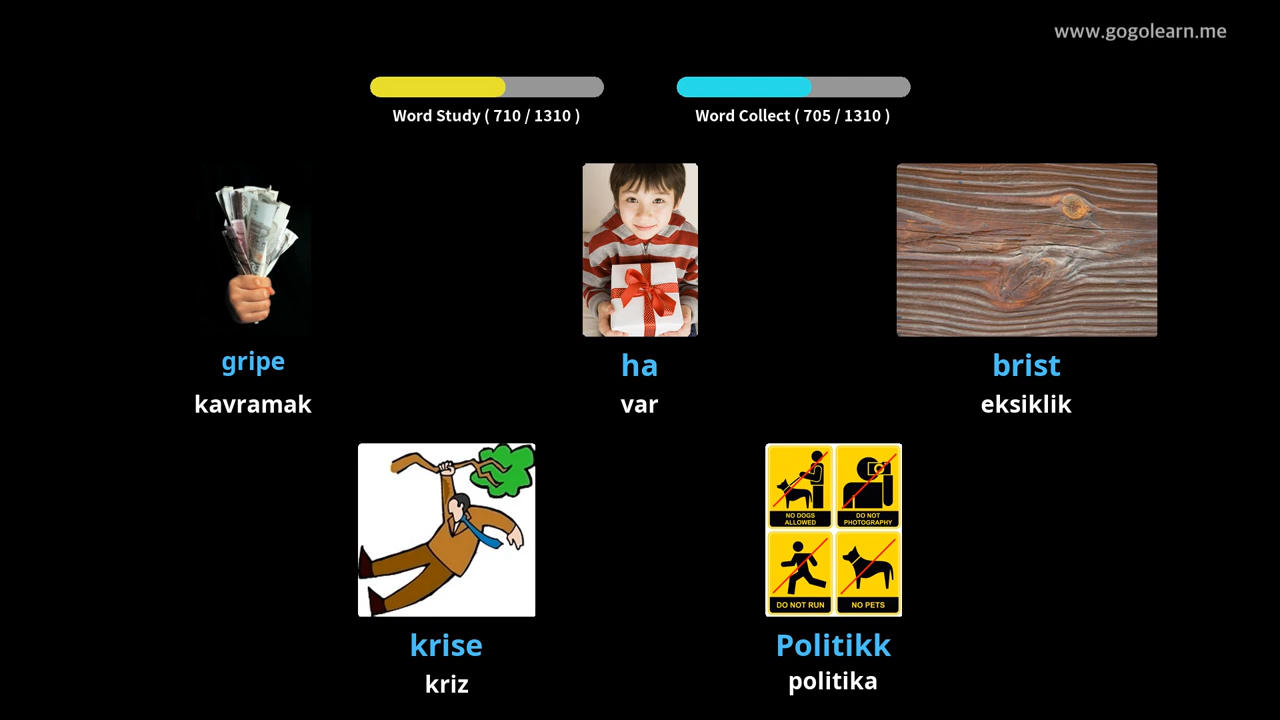 www.gogolearn.me
Word Study ( 710 / 1310 )
Word Collect ( 705 / 1310 )
gripe
ha
brist
kavramak
var
eksiklik
NO DOGS
ALLOWED
DO NOT
PHOTOGRAPHY
DO NOT RUN
NO PETS
krise
Politikk
kriz
politika